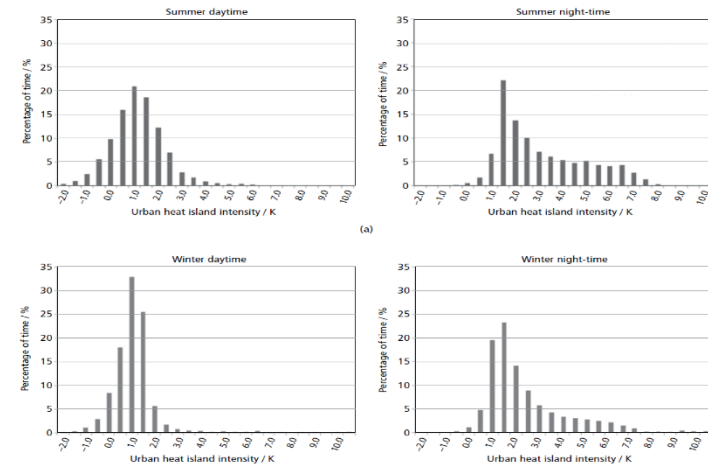 Summer daytime
Percentage of time / %
35
30
25
20
15
10
5
0
–2.0 –1.0 0.0 1.0 2.0 3.0 4.0 5.0 6.0 7.0 8.0 9.0 10.0
Urban heat island intensity / K
Summer night-time
Percentage of time / %
35
30
25
20
15
10
5
0
–2.0 –1.0 0.0 1.0 2.0 3.0 4.0 5.0 6.0 7.0 8.0 9.0 10.0
Urban heat island intensity / K
(a)
Winter daytime
Percentage of time / %
35
30
25
20
15
10
5
0
–2.0 –1.0 0.0 1.0 2.0 3.0 4.0 5.0 6.0 7.0 8.0 9.0 10.0
Urban heat island intensity / K
Winter night-time
Percentage of time / %
35
30
25
20
15
10
5
0
–2.0 –1.0 0.0 1.0 2.0 3.0 4.0 5.0 6.0 7.0 8.0 9.0 10.0
Urban heat island intensity / K